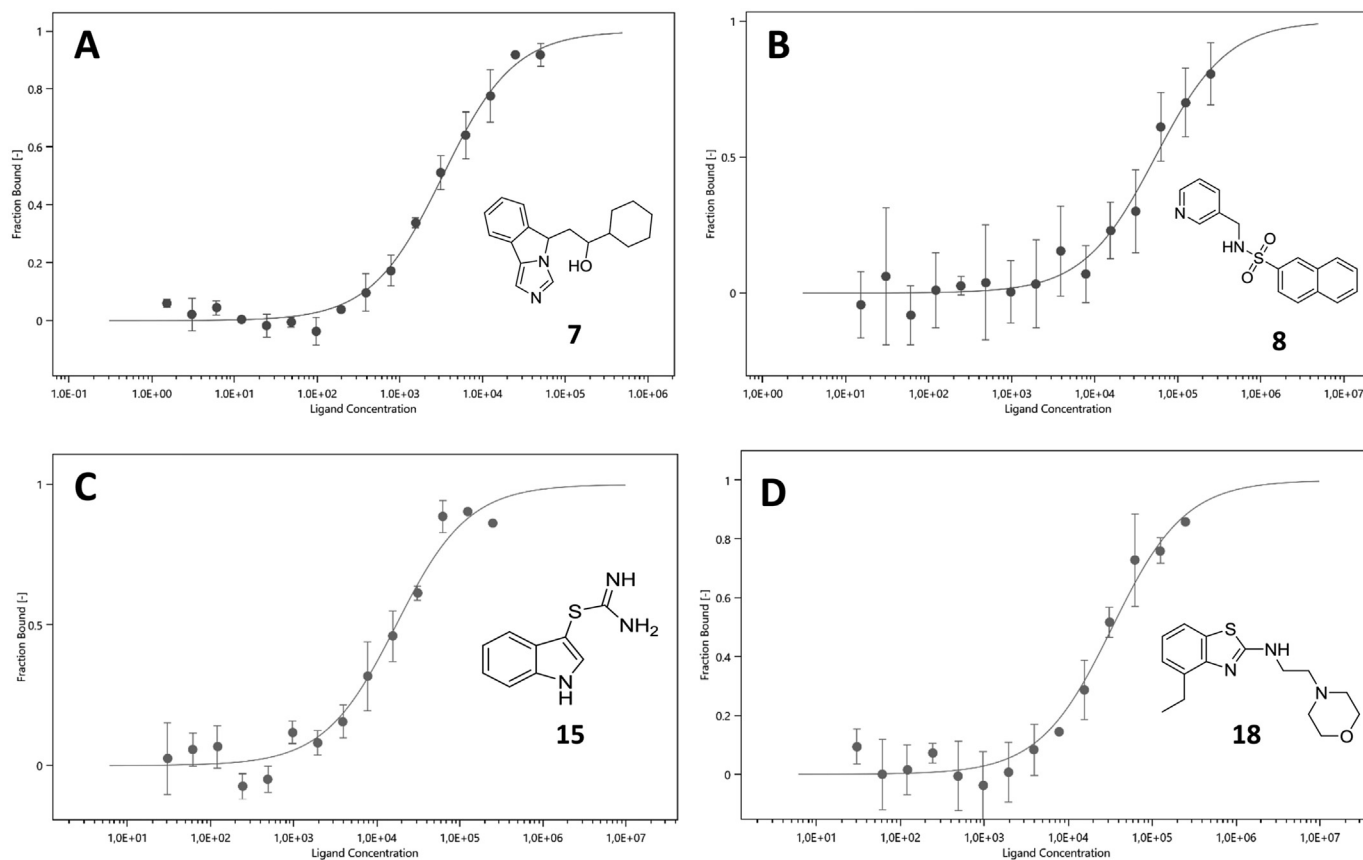 A
Fraction Bound [-]
1
0.8
0.6
0.4
0.2
0
1,0E-01 1,0E+00 1,0E+01 1,0E+02 1,0E+03 1,0E+04 1,0E+05 1,0E+06
Ligand Concentration
N
N
HO
7
B
Fraction Bound [-]
1
0.5
0
1,0E+00 1,0E+01 1,0E+02 1,0E+03 1,0E+04 1,0E+05 1,0E+06 1,0E+07
Ligand Concentration
N
HN
S
O
O
8
C
Fraction Bound [-]
1
0.5
0
1,0E+01 1,0E+02 1,0E+03 1,0E+04 1,0E+05 1,0E+06 1,0E+07
Ligand Concentration
NH
S
NH2
N
H
15
D
Fraction Bound [-]
1
0.8
0.6
0.4
0.2
0
1,0E+01 1,0E+02 1,0E+03 1,0E+04 1,0E+05 1,0E+06 1,0E+07
Ligand Concentration
S
NH
N
N
O
18